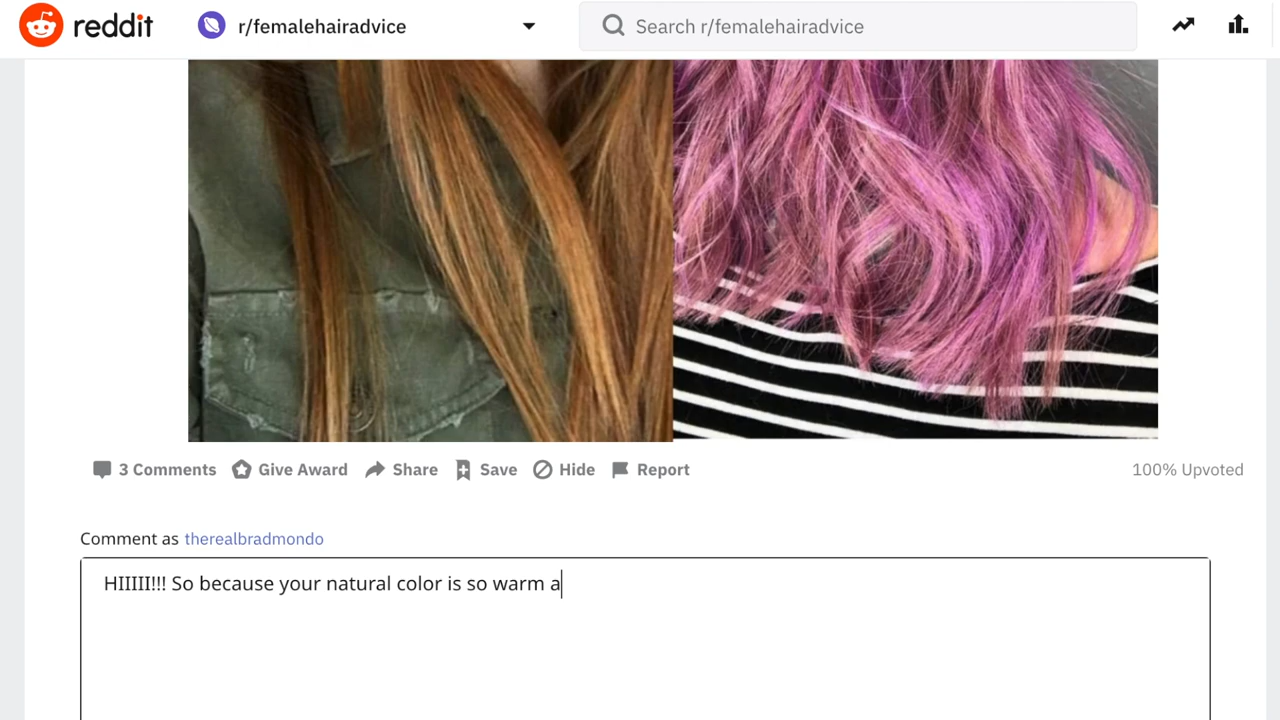 reddit
r/femalehairadvice
Search r/femalehairadvice
3 Comments Give Award Share Save Hide Report 100% Upvoted
Comment as therealbradmondo
HIIIII!!! So because your natural color is so warm a